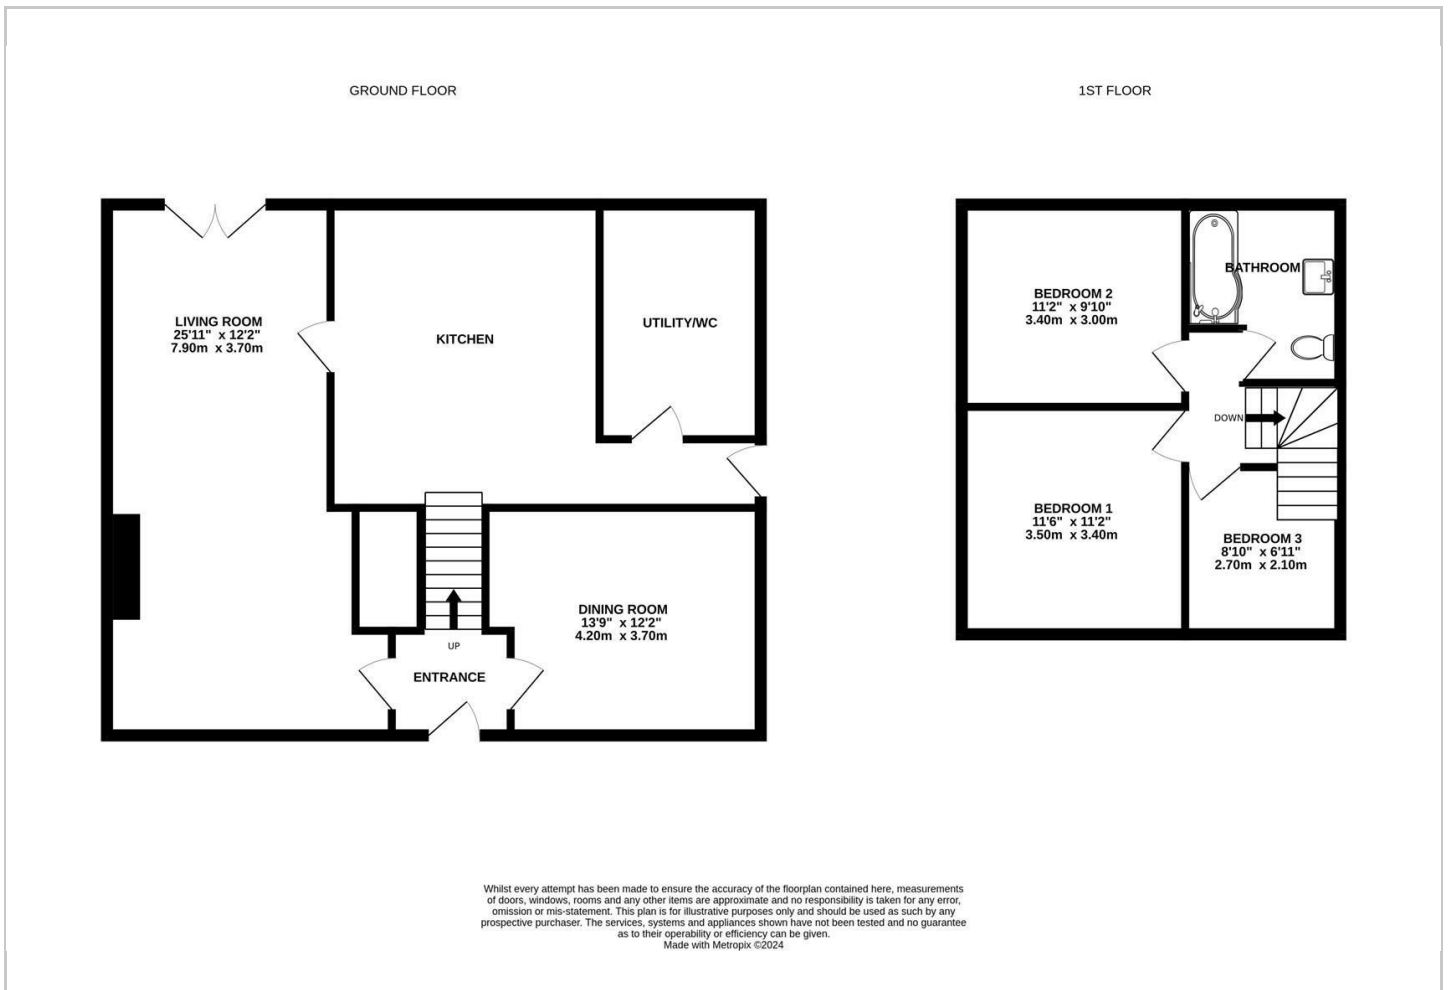 GROUND FLOOR
1ST FLOOR
LIVING ROOM
25'11" x 12'2"
7.90m x 3.70m
KITCHEN
UTILITY/WC
DINING ROOM
13'9" x 12'2"
4.20m x 3.70m
UP
ENTRANCE
BEDROOM 2
11'2" x 9'10"
3.40m x 3.00m
BATHROOM
DOWN
BEDROOM 1
11'6" x 11'2"
3.50m x 3.40m
BEDROOM 3
8'10" x 6'11"
2.70m x 2.10m
Whilst every attempt has been made to ensure the accuracy of the floorplan contained here, measurements
of doors, windows, rooms and any other items are approximate and no responsibility is taken for any error,
omission or mis-statement. This plan is for illustrative purposes only and should be used as such by any
prospective purchaser. The services, systems and appliances shown have not been tested and no guarantee
as to their operability or efficiency can be given.
Made with Metropix ©2024